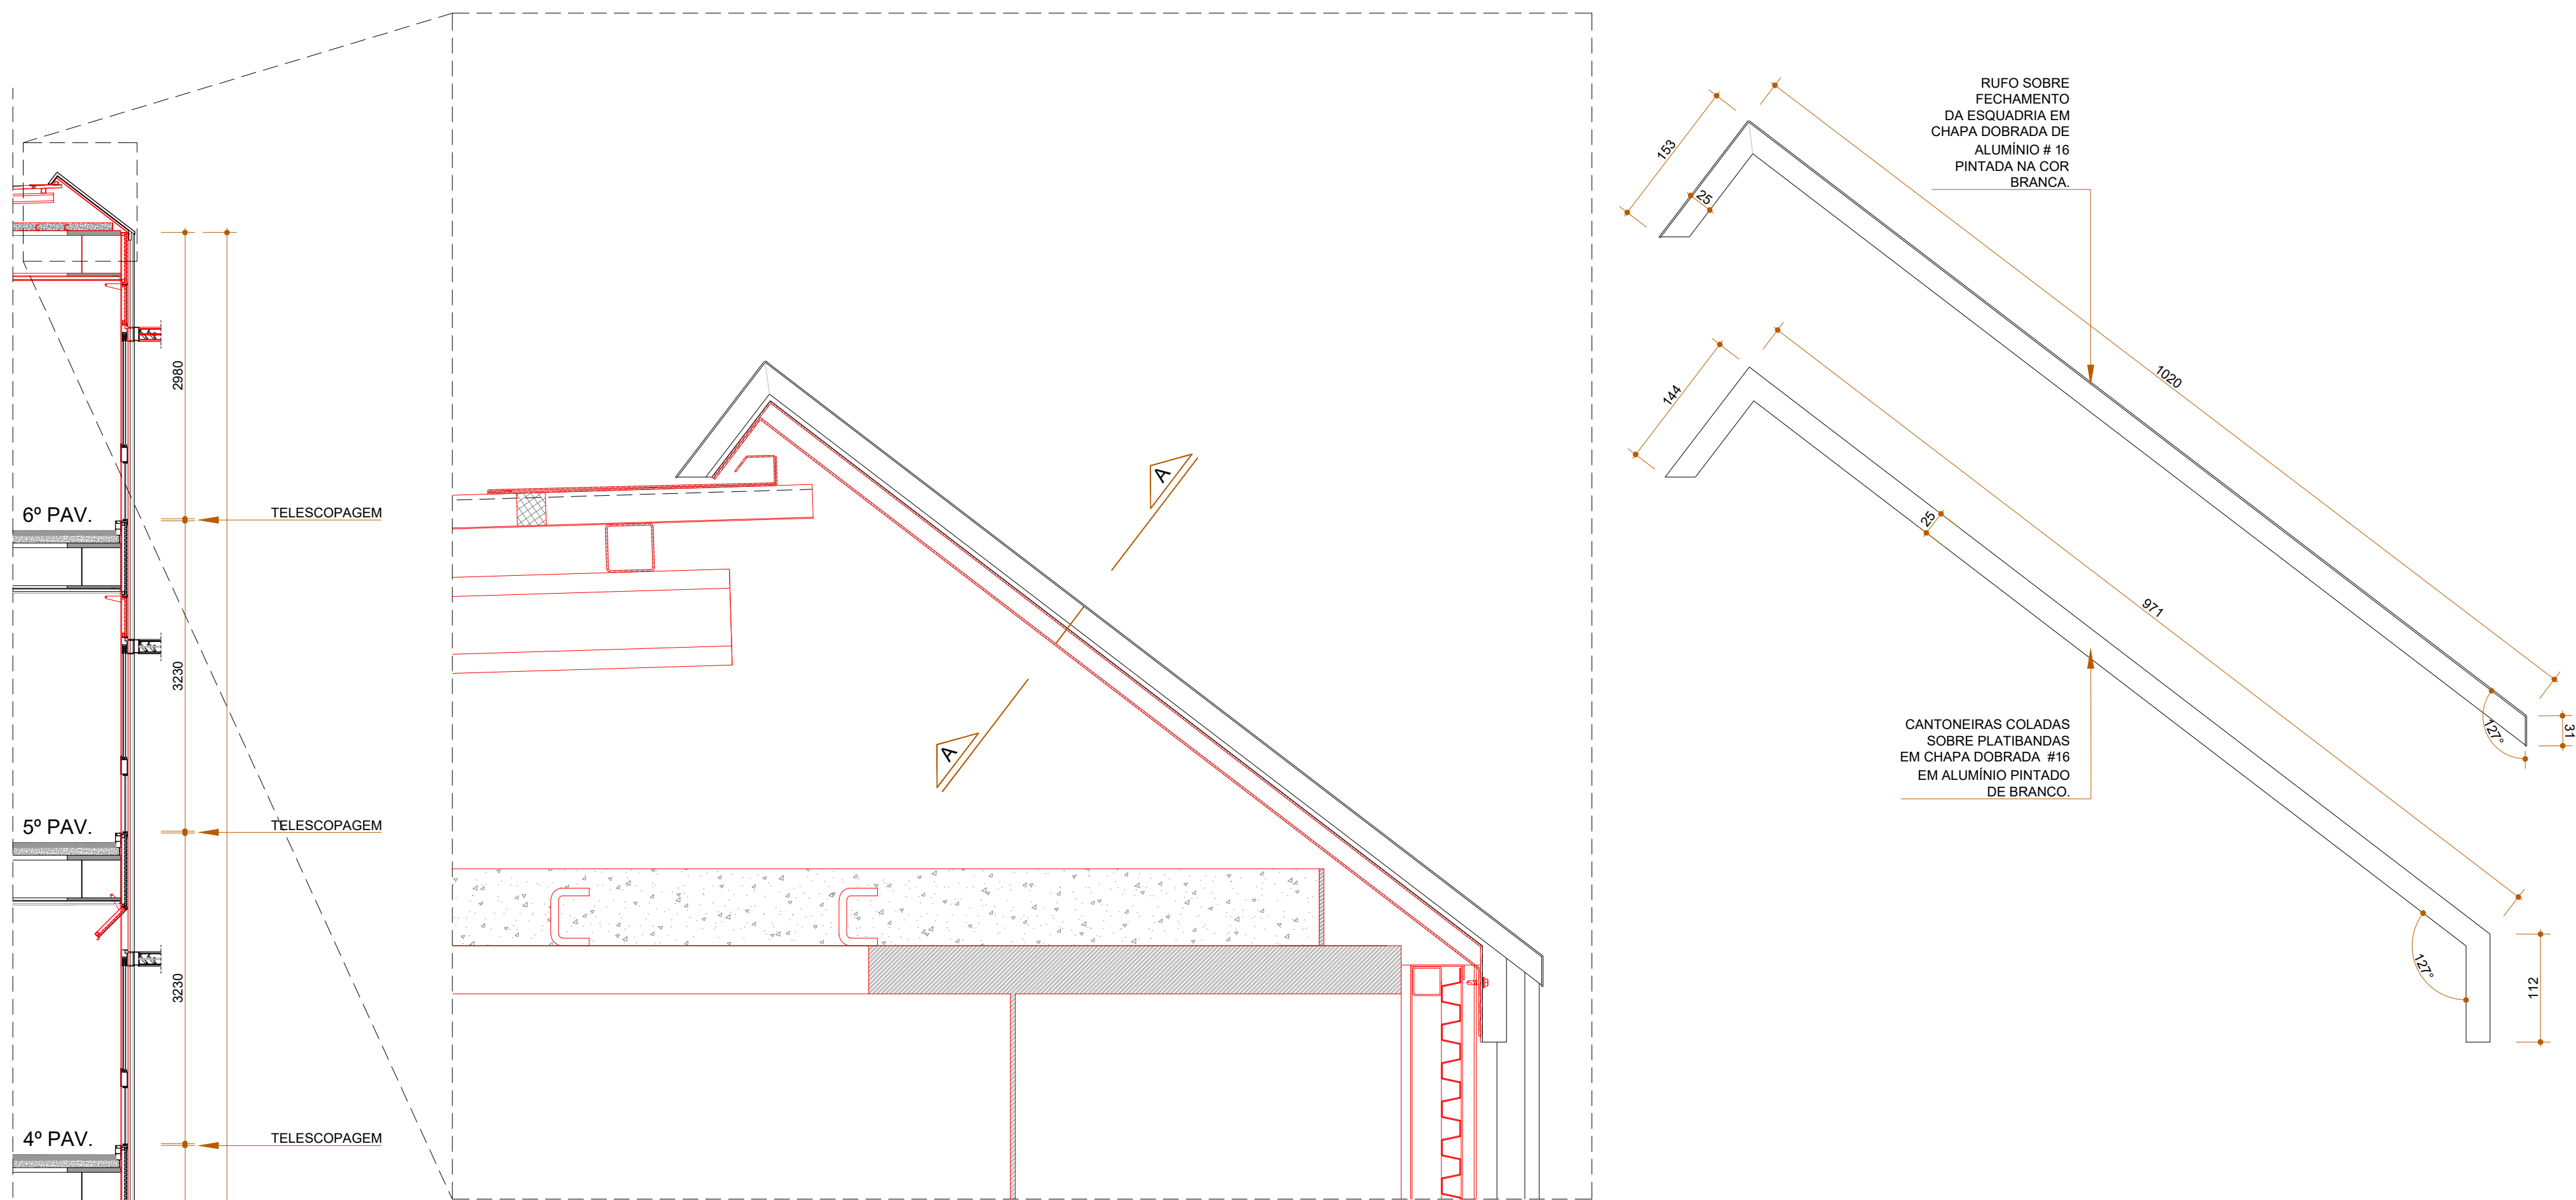 2980
6º PAV.
TELESCOPAGEM
3230
5º PAV.
TELESCOPAGEM
3230
4º PAV.
TELESCOPAGEM
A
A
RUFO SOBRE
FECHAMENTO
DA ESQUADRIA EM
CHAPA DOBRADA DE
ALUMÍNIO # 16
PINTADA NA COR
BRANCA.
153
25
1020
127°
31
144
25
971
127°
112
CANTONEIRAS COLADAS
SOBRE PLATIBANDAS
EM CHAPA DOBRADA #16
EM ALUMÍNIO PINTADO
DE BRANCO.